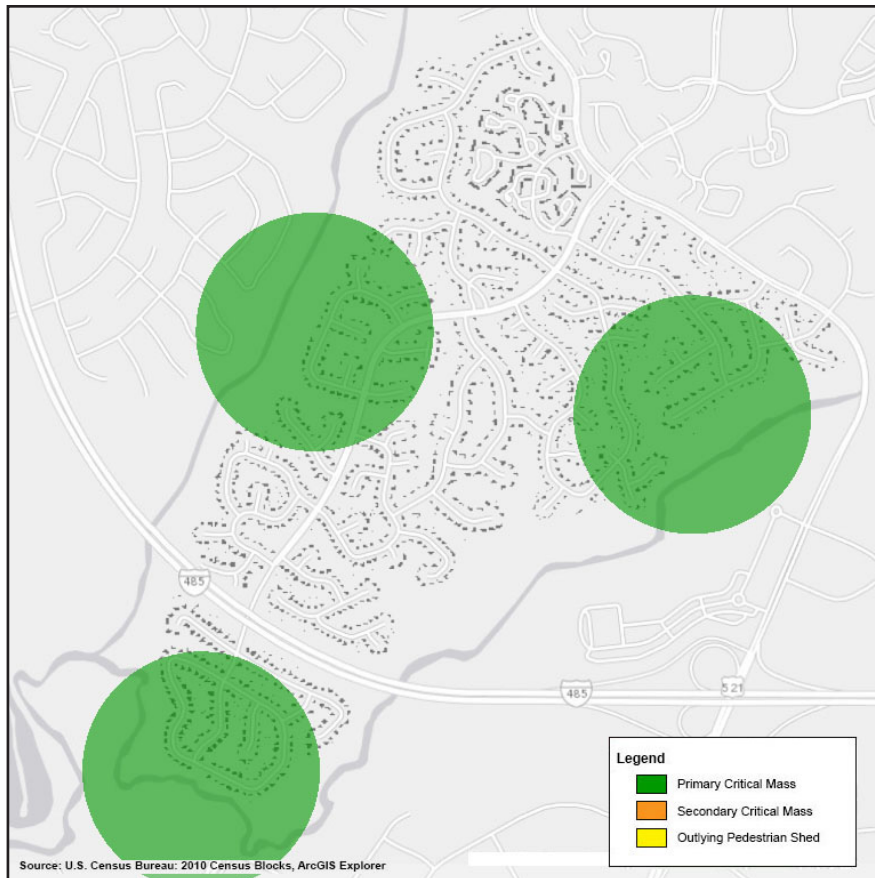 485
485
521
Legend
Primary Critical Mass
Secondary Critical Mass
Outlying Pedestrian Shed
Source: U.S. Census Bureau: 2010 Census Blocks, ArcGIS Explorer